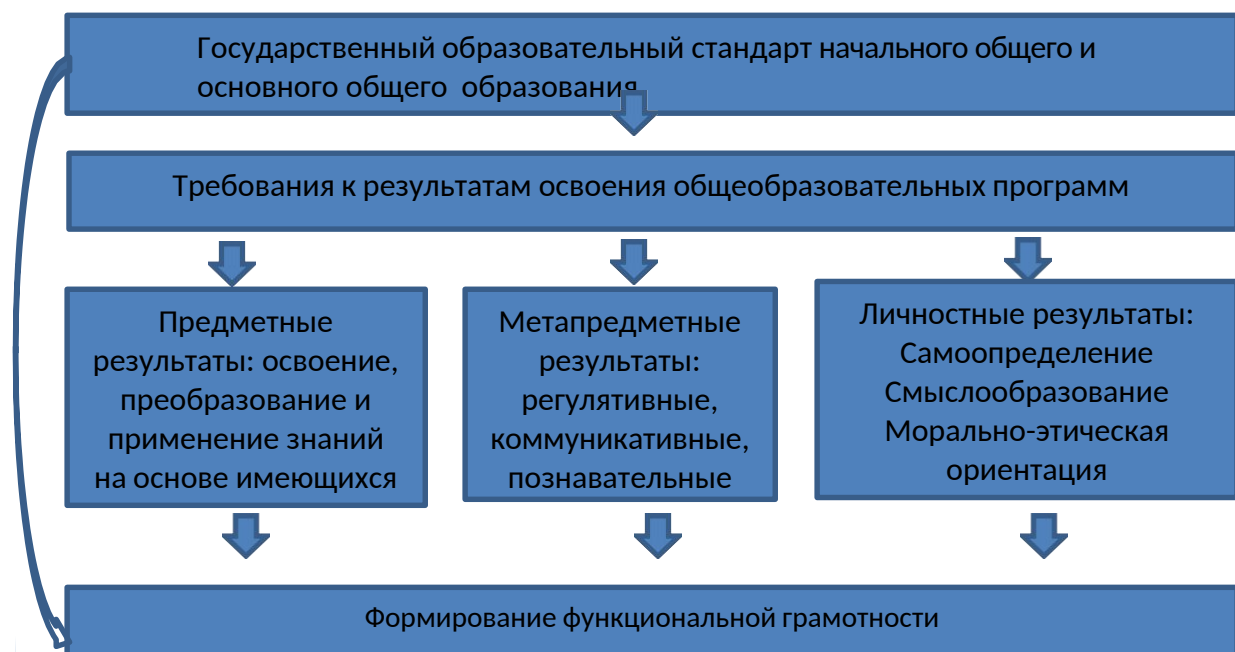 Государственный образовательный стандарт начального общего и
основного общего образования
Требования к результатам освоения общеобразовательных программ
Предметные
результаты: освоение,
преобразование и
применение знаний
на основе имеющихся
Метапредметные
результаты:
регулятивные,
коммуникативные,
познавательные
Личностные результаты:
Самоопределение
Смыслообразование
Морально-этическая
ориентация
Формирование функциональной грамотности